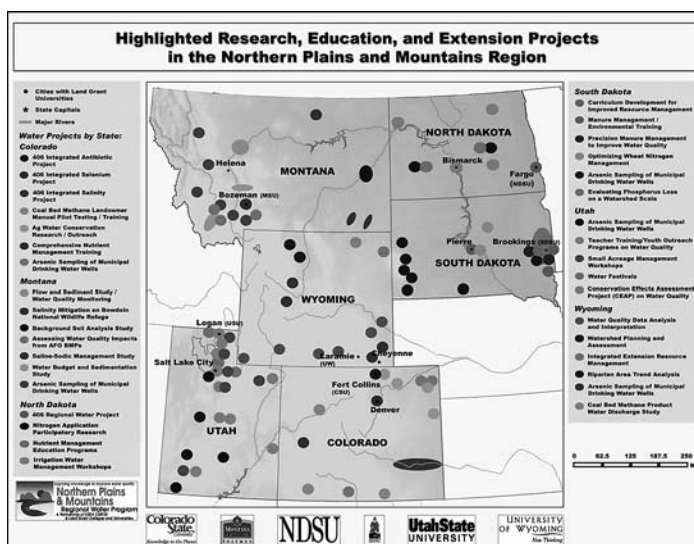 Highlighted Research, Education, and Extension Projects
in the Northern Plains and Mountains Region
Cities with Land Grant
Universities
State Capitals
Major Rivers
Water Projects by State:
Colorado
406 Integrated Antibiotic
Project
406 Integrated Selenium
Project
406 Integrated Salinity
Project
Coal Bed Methane Landowner
Manual Pilot Testing / Training
Ag Water Conservation
Research / Outreach
Comprehensive Nutrient
Management Training
Arsenic Sampling of Municipal
Drinking Water Wells
Montana
Flow and Sediment Study /
Water Quality Monitoring
Salinity Mitigation on Bowdoin
National Wildlife Refuge
Background Soil Analysis Study
Assessing Water Quality Impacts
from AFO BMPs
Saline-Sodic Management Study
Water Budget and Sedimentation
Study
Arsenic Sampling of Municipal
Drinking Water Wells
North Dakota
406 Regional Water Project
Nitrogen Application
Participatory Research
Nutrient Management
Education Programs
Irrigation Water
Management Workshops
Northern Plains
& Mountains
Regional Water Program
MONTANA
Helena
Bozeman (MSU)
NORTH DAKOTA
Bismarck
Fargo
(NDSU)
Pierre
Brookings (SDSU)
SOUTH DAKOTA
WYOMING
Logan (USU)
Salt Lake City
Laramie
(UW)
Cheyenne
Fort Collins
(CSU)
Denver
UTAH
COLORADO
South Dakota
Curriculum Development for
Improved Resource Management
Manure Management /
Environmental Training
Precision Manure Management
to Improve Water Quality
Optimizing Wheat Nitrogen
Management
Arsenic Sampling of Municipal
Drinking Water Wells
Evaluating Phosphorus Loss
on a Watershed Scale
Utah
Arsenic Sampling of Municipal
Drinking Water Wells
Teacher Training/Youth Outreach
Programs on Water Quality
Small Acreage Management
Workshops
Water Festivals
Conservation Effects Assessment
Project (CEAP) on Water Quality
Wyoming
Water Quality Data Analysis
and Interpretation
Watershed Planning and
Assessment
Integrated Extension Resource
Management
Riparian Area Trend Analysis
Arsenic Sampling of Municipal
Drinking Water Wells
Coal Bed Methane Product
Water Discharge Study
0 62.5 125 187.5
Colorado
State
University
Knowledge to Go Places
MONTANA
NDSU
UtahState
UNIVERSITY
UNIVERSITY
OF WYOMING
New Thinking